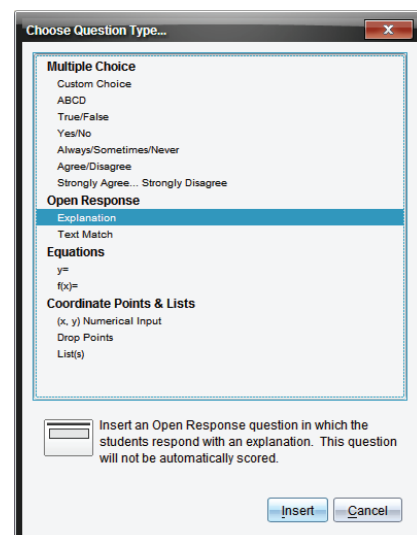 Choose Question Type...
Multiple Choice
Custom Choice
ABCD
True/False
Yes/No
Always/Sometimes/Never
Agree/Disagree
Strongly Agree... Strongly Disagree
Open Response
Explanation
Text Match
Equations
y=
f(x)=
Coordinate Points & Lists
(x, y) Numerical Input
Drop Points
List(s)
Insert an Open Response question in which the
students respond with an explanation. This question
will not be automatically scored.
Insert Cancel